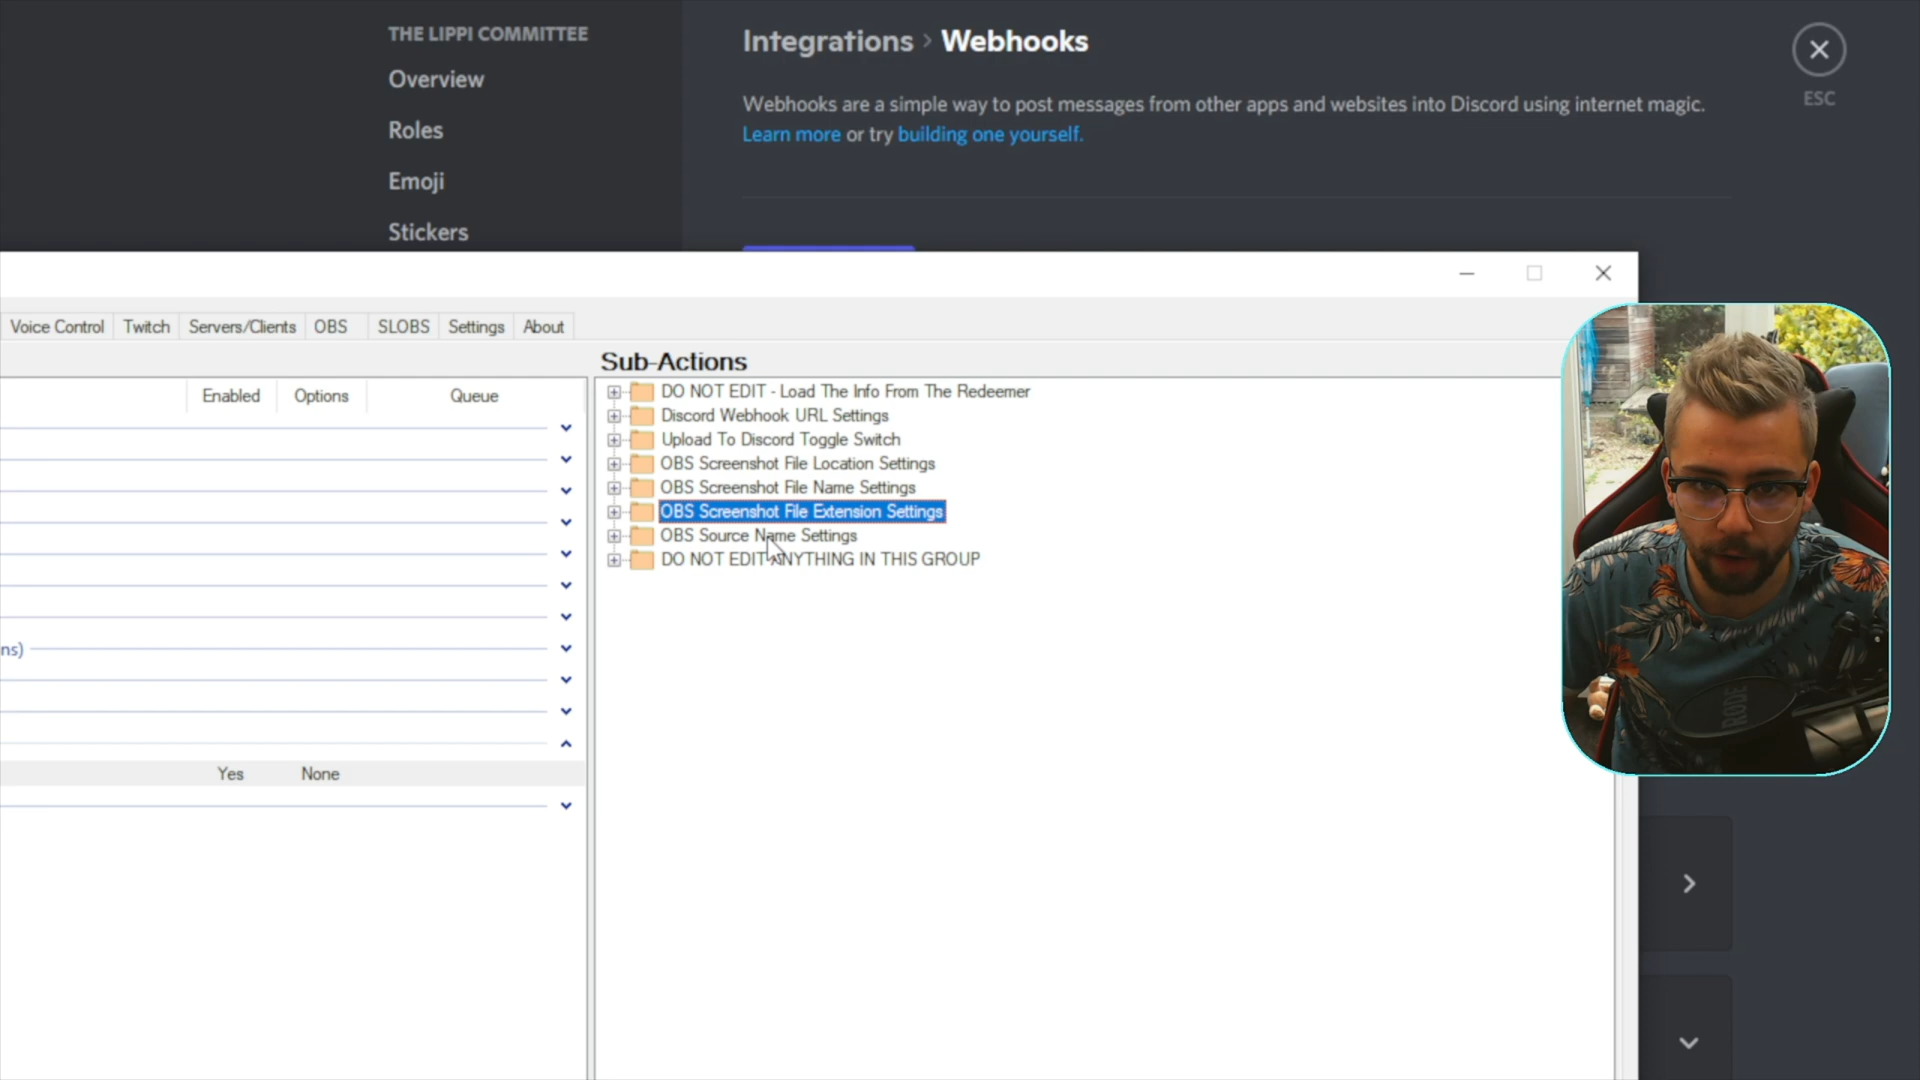 THE LIPPI COMMITTEE
Overview
Roles
Emoji
Stickers
Integrations > Webhooks
Webhooks are a simple way to post messages from other apps and websites into Discord using internet magic.
Learn more or try building one yourself.
ESC
Voice Control Twitch Servers/Clients OBS SLOBS Settings About
Enabled Options Queue
ns)
Yes None
Sub-Actions
DO NOT EDIT - Load The Info From The Redeemer
Discord Webhook URL Settings
Upload To Discord Toggle Switch
OBS Screenshot File Location Settings
OBS Screenshot File Name Settings
OBS Screenshot File Extension Settings
OBS Source Name Settings
DO NOT EDIT ANYTHING IN THIS GROUP
RODE